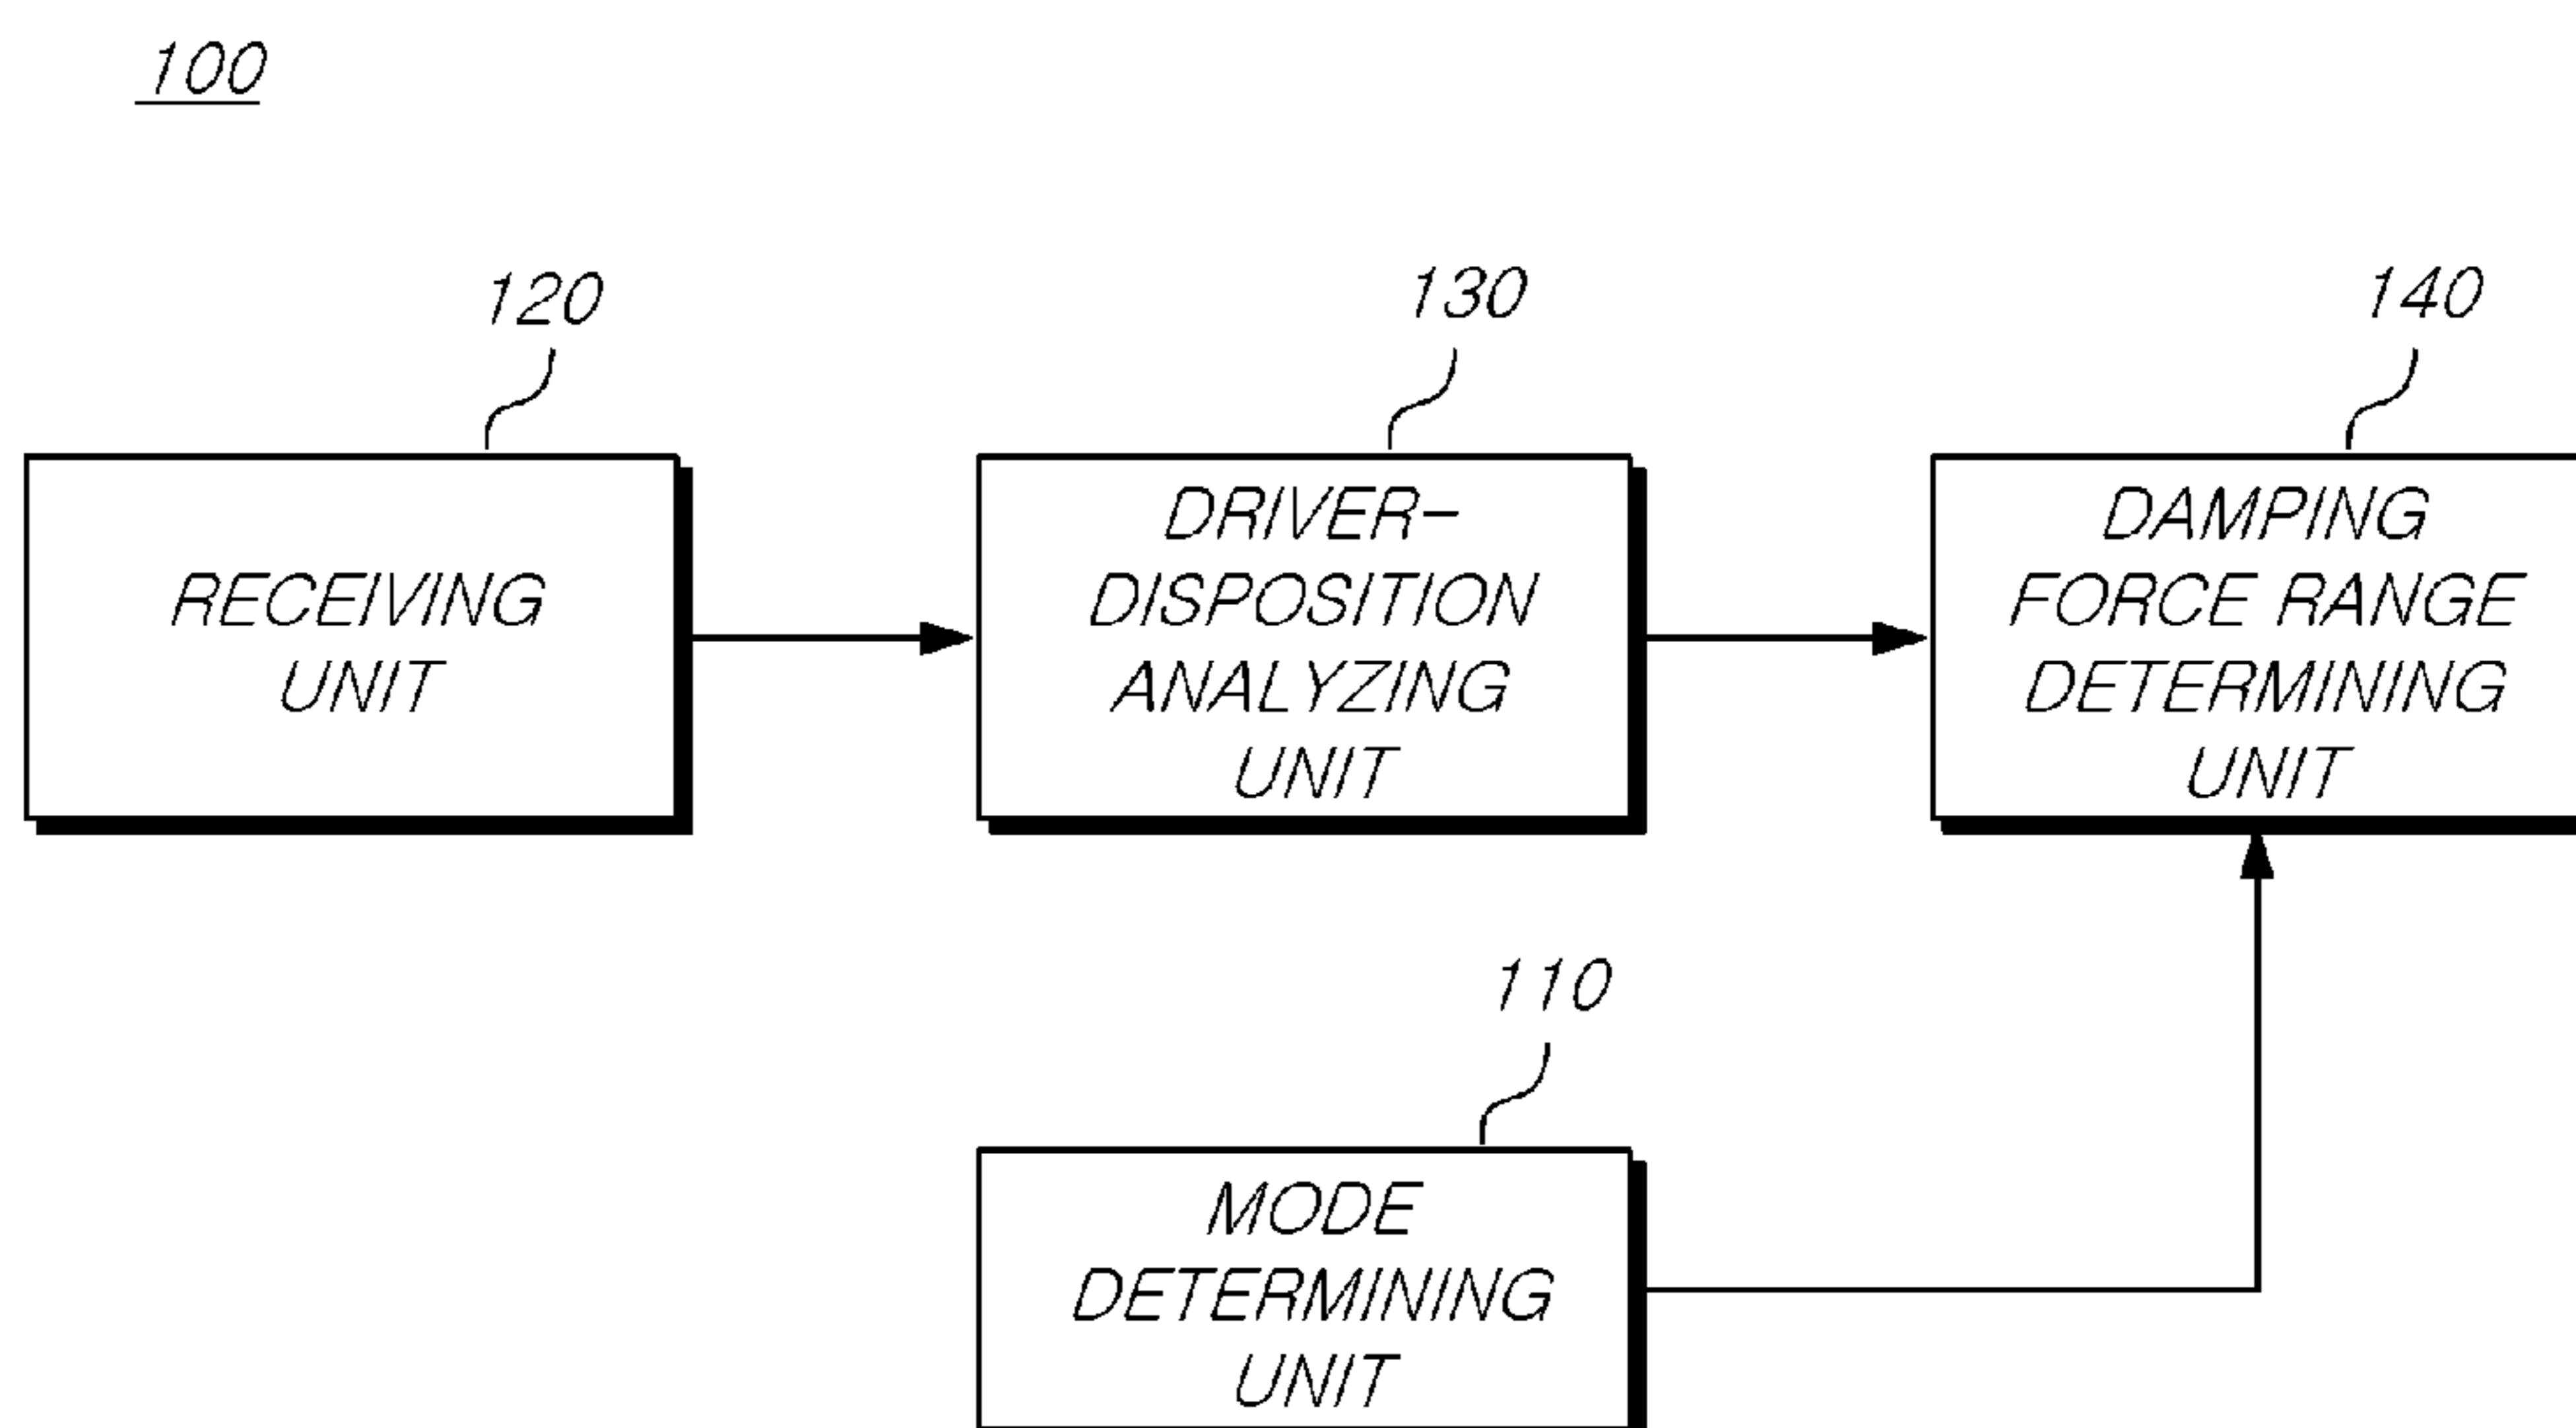 100
120
130
140
RECEIVING
UNIT
DRIVER-
DISPOSITION
ANALYZING
UNIT
DAMPING
FORCE RANGE
DETERMINING
UNIT
110
MODE
DETERMINING
UNIT